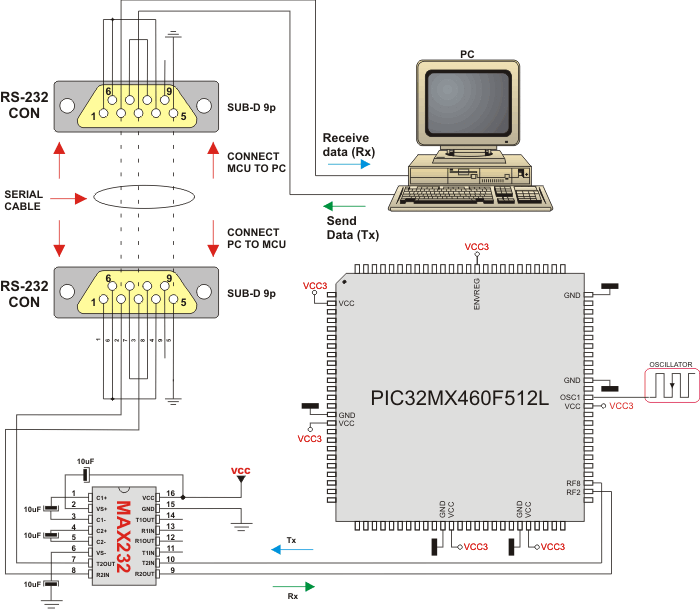 PC
RS-232
CON
6
9
1
5
SUB-D 9p
Receive
data (Rx)
CONNECT
MCU TO PC
SERIAL
CABLE
Send
Data (Tx)
CONNECT
PC TO MCU
RS-232
CON
6
9
1
5
SUB-D 9p
1
6
2
7
3
8
4
9
5
VCC3
VCC3
VCC
ENVREG
GND
GND
OSC1
VCC
VCC3
OSCILLATOR
PIC32MX460F512L
GND
VCC
VCC3
RF8
RF2
GND
VCC
VCC3
GND
VCC
VCC3
10uF
10uF
10uF
10uF
vcc
MAX232
1 C1+ VCC 16
2 VS+ GND 15
3 C1- T1OUT 14
4 C2+ R1IN 13
5 C2- R1OUT 12
6 VS- T1IN 11
7 T2OUT T2IN 10
8 R2IN R2OUT 9
Tx
Rx